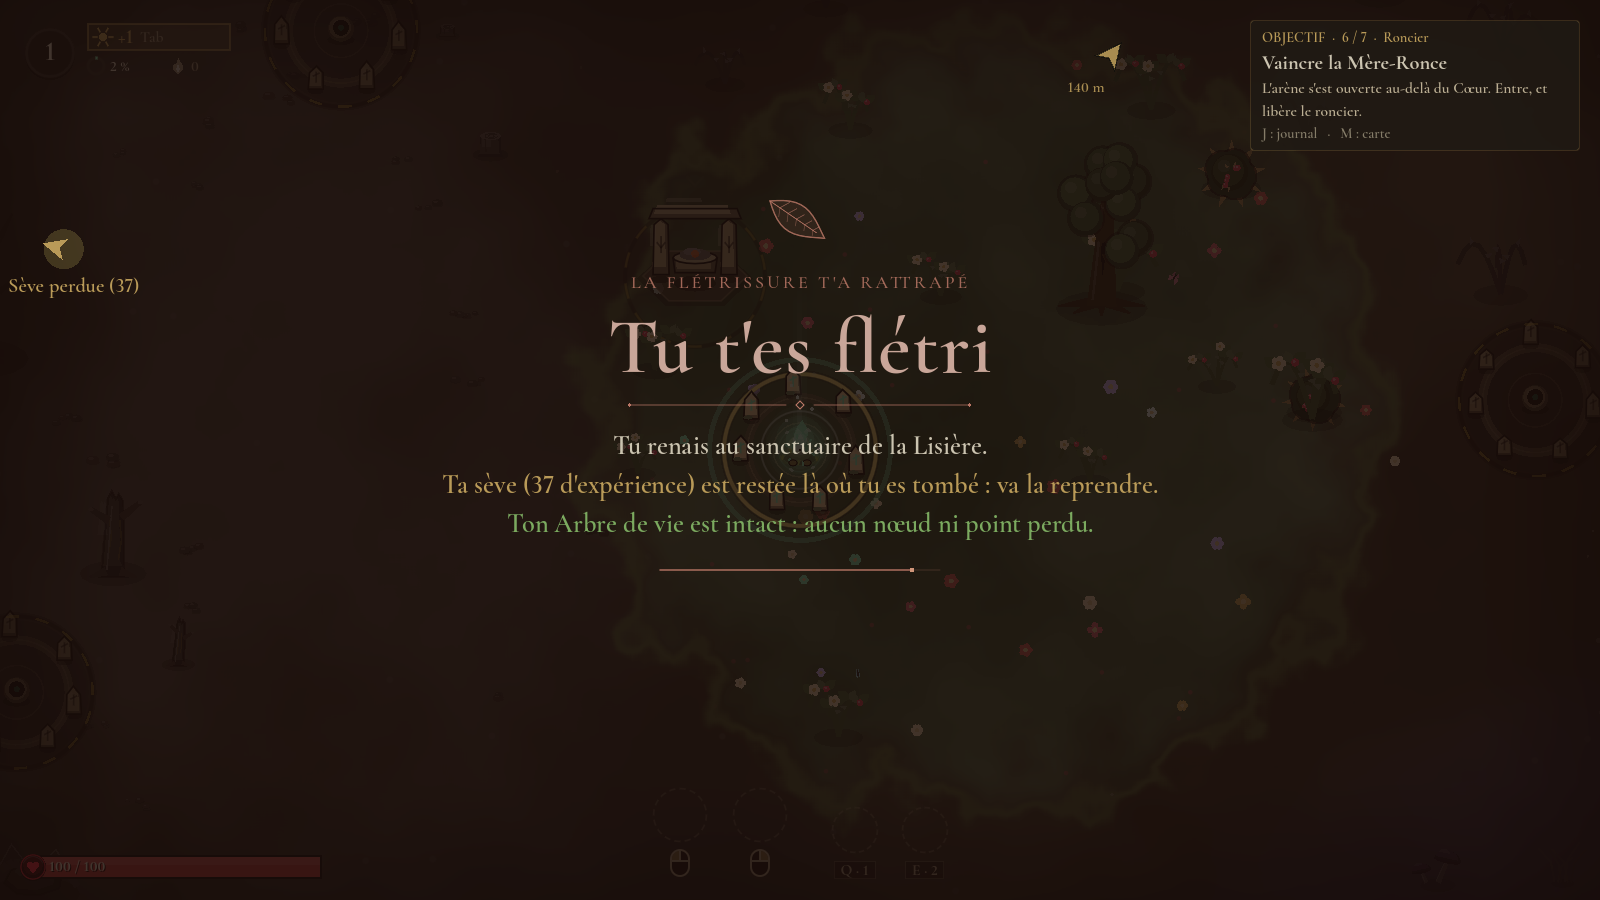 1
+1 Tab
2 %
0
140 m
OBJECTIF · 6 / 7 · Roncier
Vaincre la Mère-Ronce
L'arène s'est ouverte au-delà du Cœur. Entre, et
libère le roncier.
J : journal · M : carte
Sève perdue (37)
LA FLÉTRISSURE T'A RATTRAPÉ
Tu t'es flétri
Tu renais au sanctuaire de la Lisière.
Ta sève (37 d'expérience) est restée là où tu es tombé : va la reprendre.
Ton Arbre de vie est intact : aucun nœud ni point perdu.
100 / 100
Q · 1
E · 2